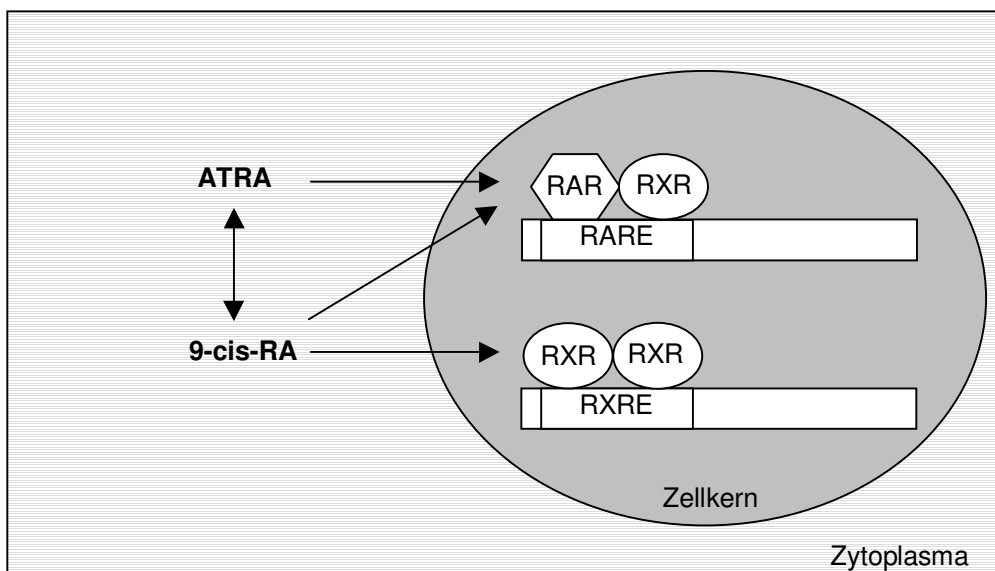 ATRA
RAR RXR
RARE
9-cis-RA
RXR RXR
RXRE
Zellkern
Zytoplasma